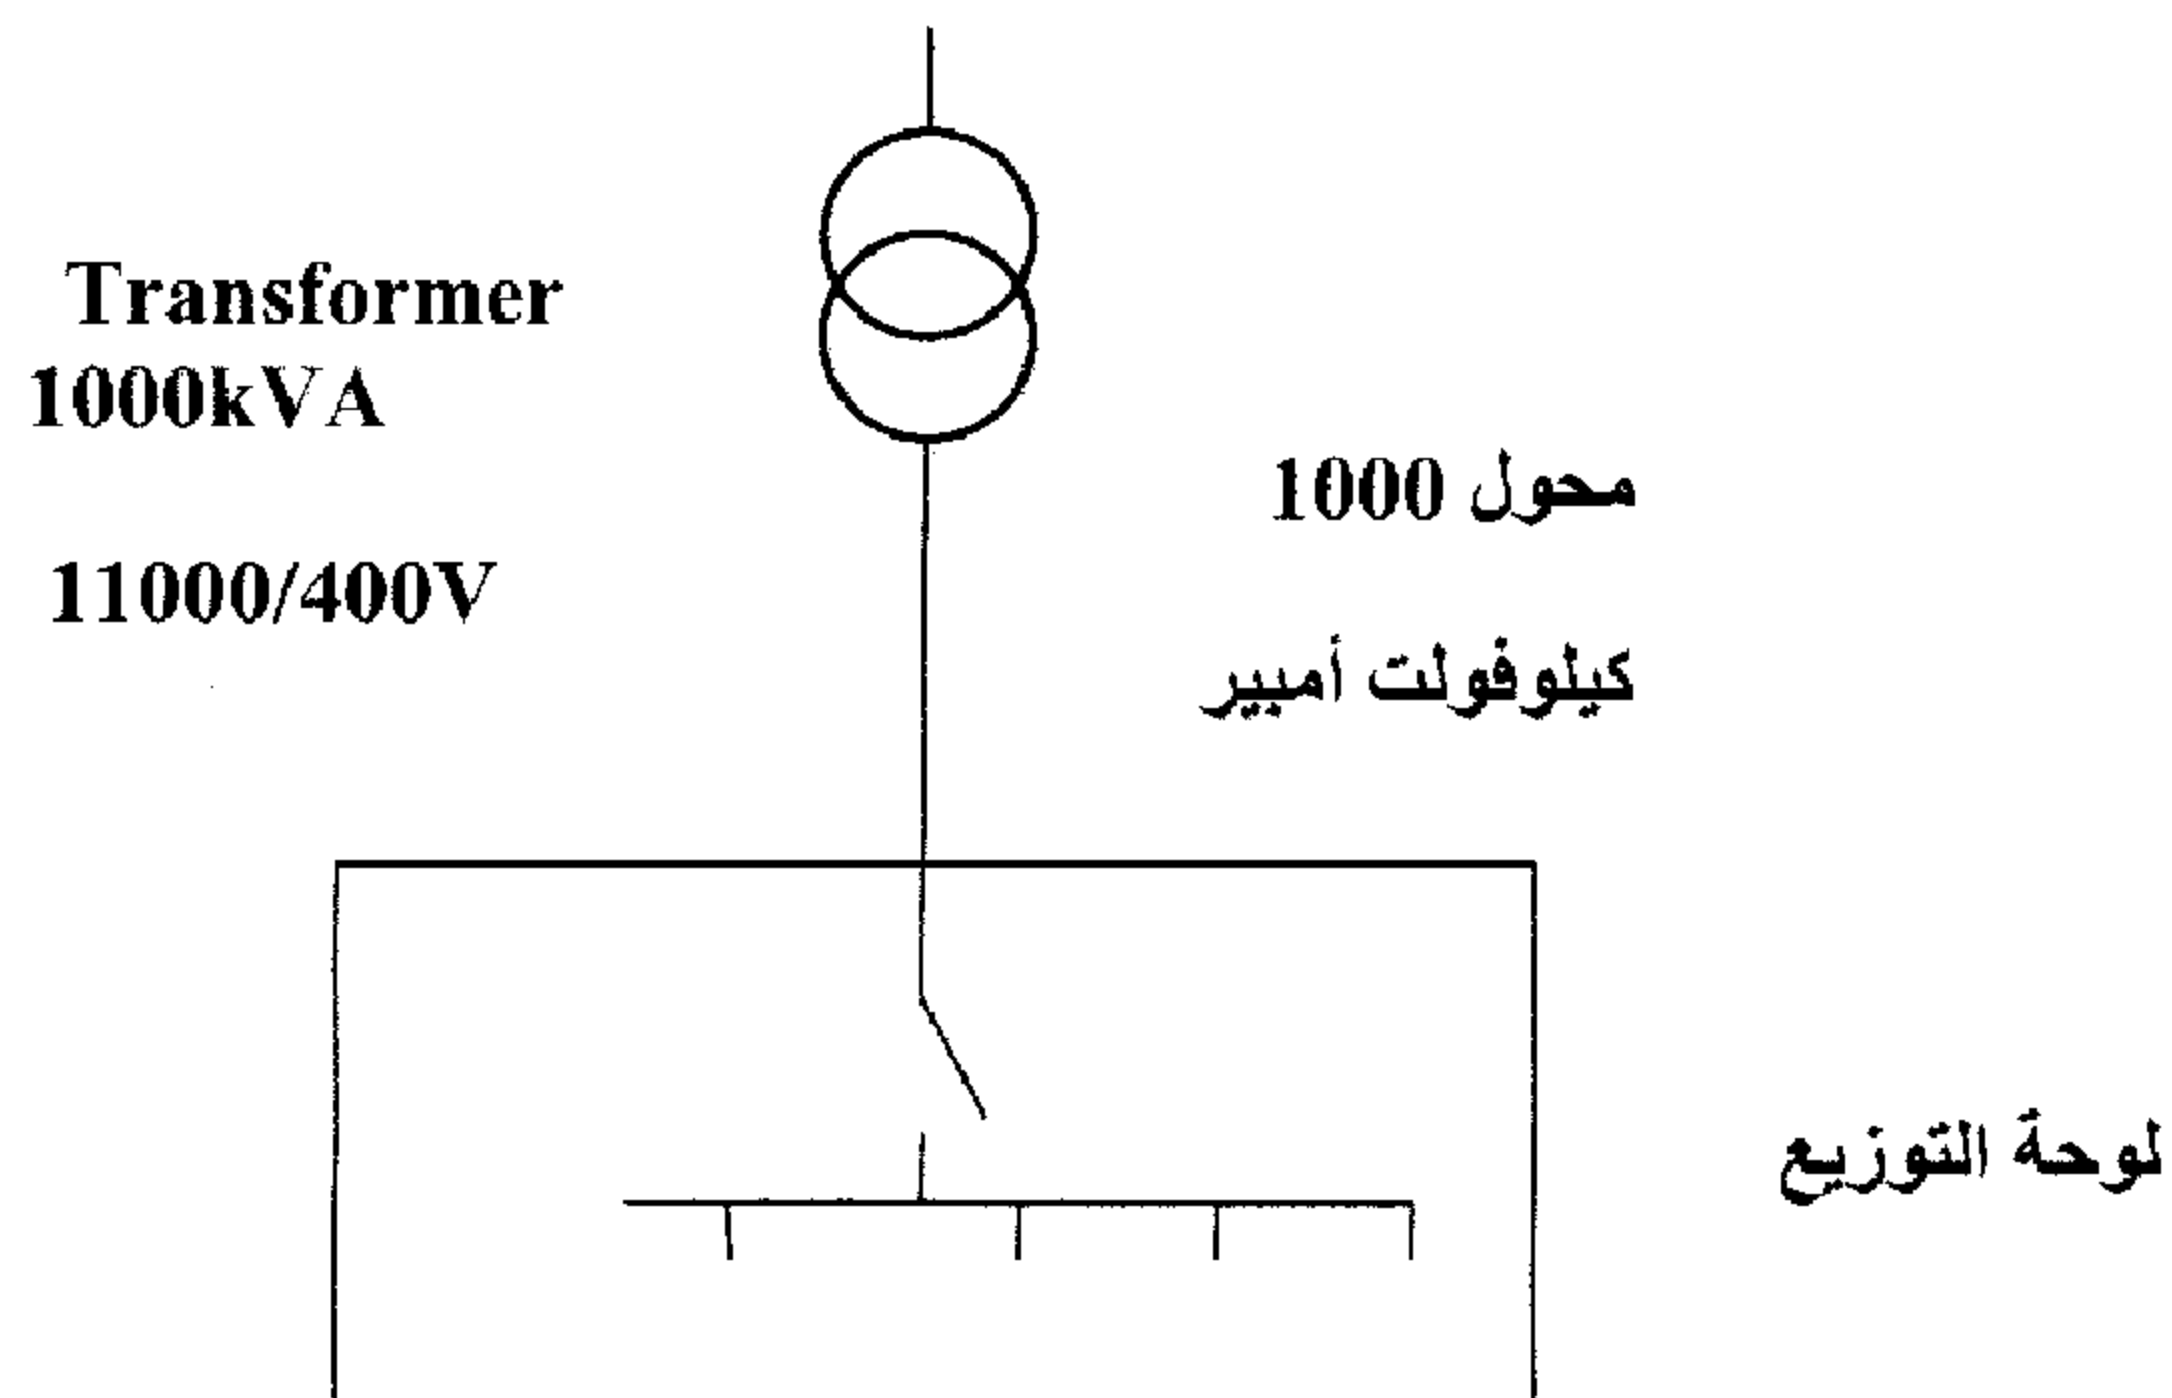 Transformer
1000kVA
11000/400V
محول 1000
كيلوفولت أمبير
لوحة التوزيع